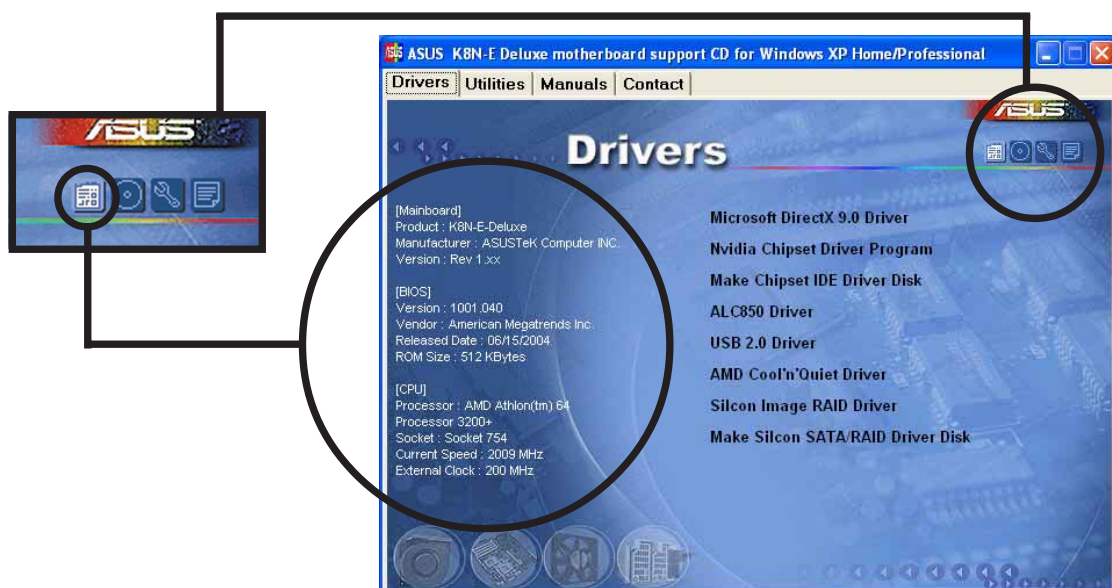 ASUS K8N-E Deluxe motherboard support CD for Windows XP Home/Professional
Drivers Utilities Manuals Contact
ASUS
ASUS
Drivers
[Mainboard]
Product : K8N-E-Deluxe
Manufacturer : ASUSTeK Computer INC.
Version : Rev 1.xx
[BIOS]
Version : 1001.040
Vendor : American Megatrends Inc.
Released Date : 06/15/2004
ROM Size : 512 KBytes
[CPU]
Processor : AMD Athlon(tm) 64
Processor 3200+
Socket : Socket 754
Current Speed : 2009 MHz
External Clock : 200 MHz
Microsoft DirectX 9.0 Driver
Nvidia Chipset Driver Program
Make Chipset IDE Driver Disk
ALC850 Driver
USB 2.0 Driver
AMD Cool'n'Quiet Driver
Silcon Image RAID Driver
Make Silcon SATA/RAID Driver Disk